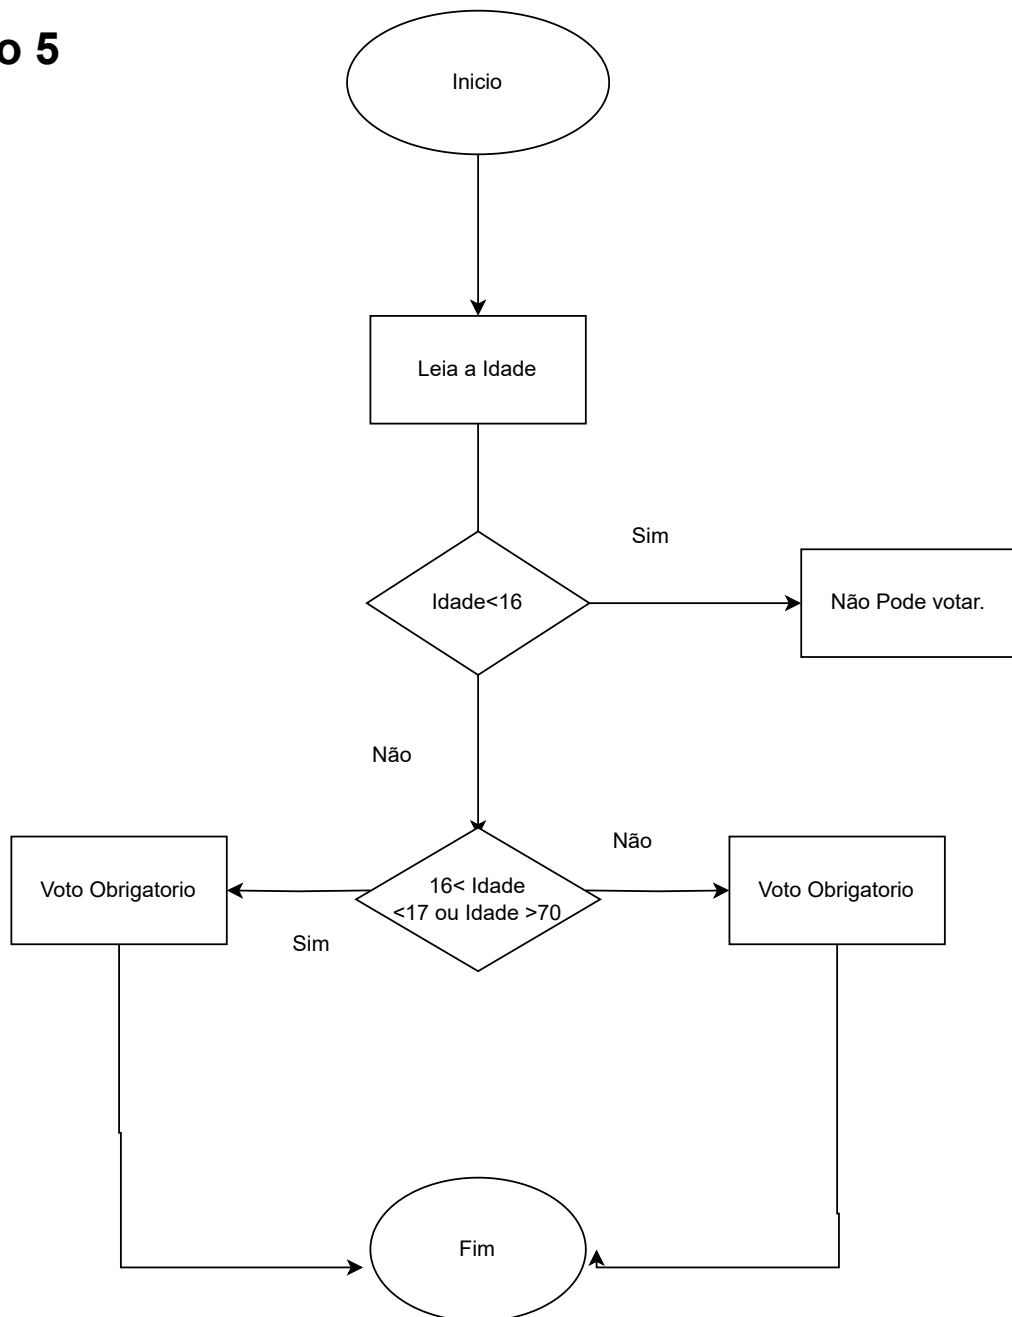 o 5
Inicio
Leia a Idade
Sim
Idade<16
Não Pode votar.
Não
Não
Voto Obrigatorio
16< Idade
<17 ou Idade >70
Voto Obrigatorio
Sim
Fim